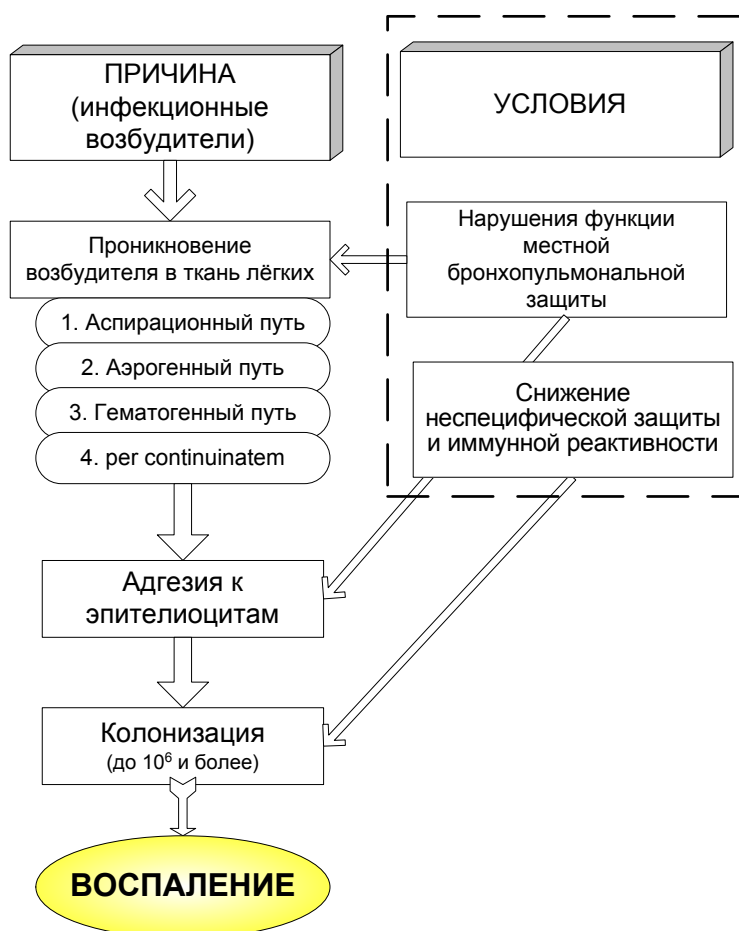 ПРИЧИНА
(инфекционные
возбудители)
УСЛОВИЯ
Проникновение
возбудителя в ткань лёгких
Нарушения функции
местной
бронхопульмональной
защиты
1. Аспирационный путь
2. Аэрогенный путь
3. Гематогенный путь
4. per continuinatem
Снижение
неспецифической защиты
и иммунной реактивности
Адгезия к
эпителиоцитам
Колонизация
(до 10⁶ и более)
ВОСПАЛЕНИЕ